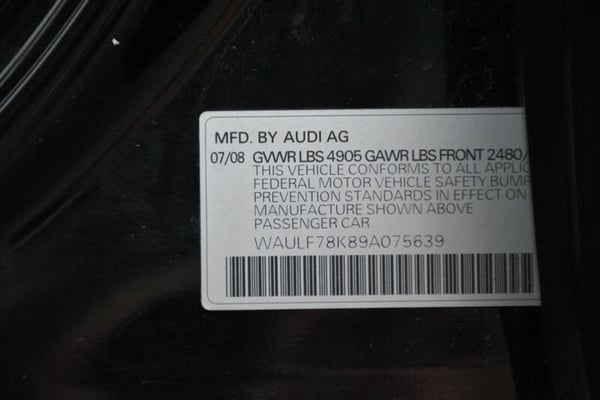 MFD. BY AUDI AG
07/08 GVWR LBS 4905 GAWR LBS FRONT 2480/
THIS VEHICLE CONFORMS TO ALL APPLIC
FEDERAL MOTOR VEHICLE SAFETY, BUMP
PREVENTION STANDARDS IN EFFECT ON
MANUFACTURE SHOWN ABOVE
PASSENGER CAR
WAULF78K89A075639